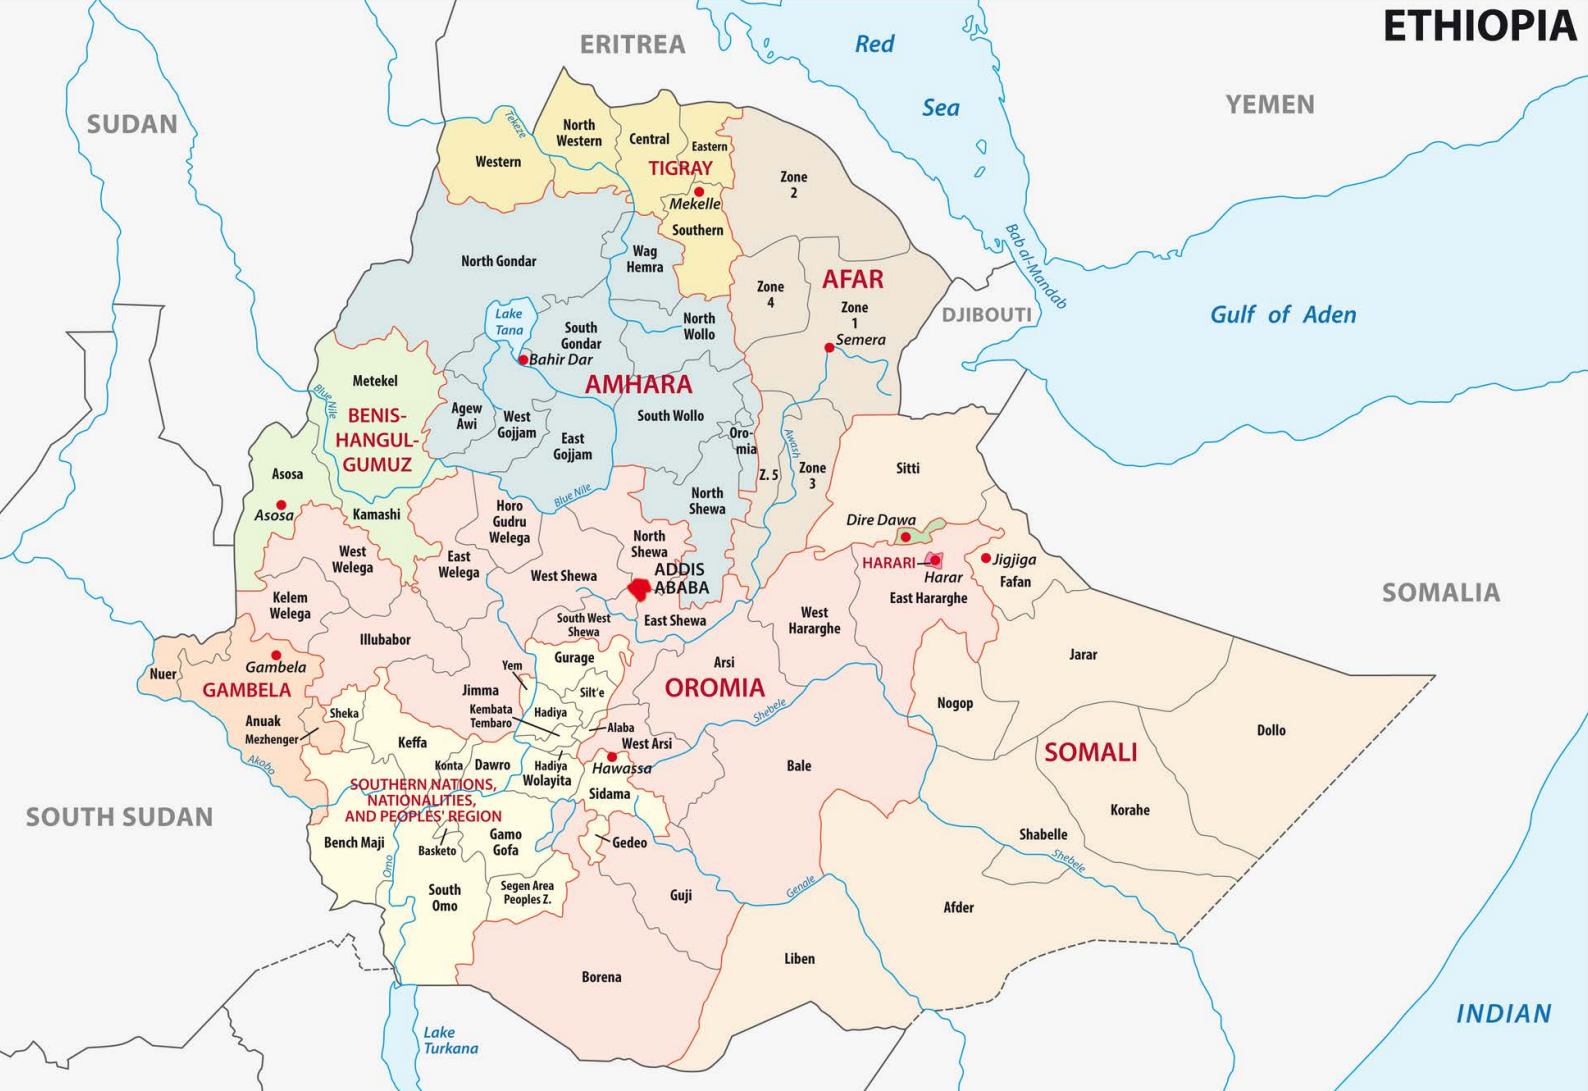 ETHIOPIA
ERITREA
Red
Sea
YEMEN
SUDAN
Tekeze
North
Western
Central
Eastern
Western
TIGRAY
Mekelle
Southern
Zone
2
Bab al-Mandab
North Gondar
Wag
Hemra
Zone
4
AFAR
Zone
1
Semera
DJIBOUTI
Gulf of Aden
Lake
Tana
South
Gondar
North
Wollo
Bahir Dar
AMHARA
Metekel
Blue Nile
BENIS-
HANGUL-
GUMUZ
Agew
Awi
West
Gojjam
East
Gojjam
South Wollo
Oro-
mia
Awash
Z. 5
Zone
3
Sitti
Asosa
Asosa
Kamashi
Blue Nile
North
Shewa
Horo
Gudru
Welega
Dire Dawa
West
Welega
East
Welega
North
Shewa
West Shewa
ADDIS
ABABA
HARARI
Harar
Jigjiga
Fafan
East Hararghe
SOMALIA
Kelem
Welega
South West
Shewa
East Shewa
West
Hararghe
Illubabor
Nuer
Gambela
GAMBELA
Yem
Gurage
Arsi
OROMIA
Jarar
Jimma
Silt'e
Kembata
Tembaro
Hadiya
Shebele
Nogop
Anuak
Mezhenger
Sheka
Alaba
Keffa
West Arsi
Dollo
SOMALI
Akobo
Konta
Dawro
Hadiya
Wolayita
Hawassa
Bale
SOUTHERN NATIONS,
NATIONALITIES,
AND PEOPLES' REGION
Sidama
Korahe
SOUTH SUDAN
Bench Maji
Basketo
Gamo
Gofa
Gedeo
Shabelle
Shebele
Omo
South
Omo
Segen Area
Peoples Z.
Guji
Genale
Afder
Liben
Borena
INDIAN
Lake
Turkana